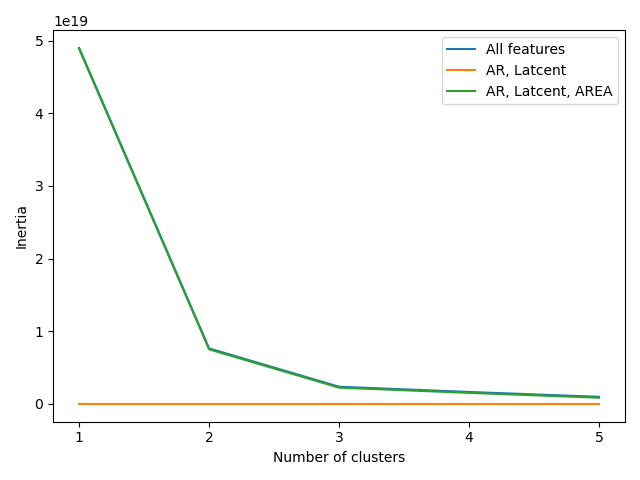 1e19
5
4
3
2
1
0
Inertia
All features
AR, Latcent
AR, Latcent, AREA
1 2 3 4 5
Number of clusters